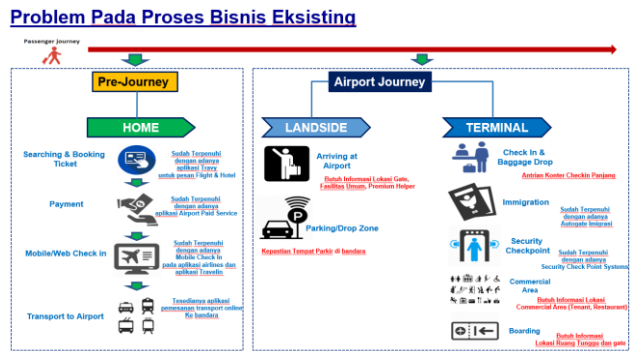 Problem Pada Proses Bisnis Eksisting
Passenger Journey
Pre-Journey
Airport Journey
HOME
LANDSIDE
TERMINAL
Searching & Booking
Ticket
Sudah Terpenuhi
dengan adanya
aplikasi Travy
untuk pesan Flight & Hotel
Payment
Sudah Terpenuhi
dengan adanya
aplikasi Airport Paid Service
Mobile/Web Check in
Sudah Terpenuhi
dengan adanya
Mobile Check In
pada aplikasi airlines dan
aplikasi Travelin
Transport to Airport
Tesedianya aplikasi
pemesanan transport online
Ke bandara
Arriving at
Airport
Butuh Informasi Lokasi Gate,
Fasilitas Umum, Premium Helper
P
Parking/Drop Zone
Kepastian Tempat Parkir di bandara
Check In &
Baggage Drop
Antrian Konter Checkin Panjang
Immigration
Sudah Terpenuhi
dengan adanya
Autogate Imigrasi
Security
Checkpoint
Sudah Terpenuhi
dengan adanya
Security Check Point Systems
Commercial
Area
Butuh Informasi Lokasi
Commercial Area (Tenant, Restaurant)
Boarding
Butuh Informasi
Lokasi Ruang Tunggu dan gate